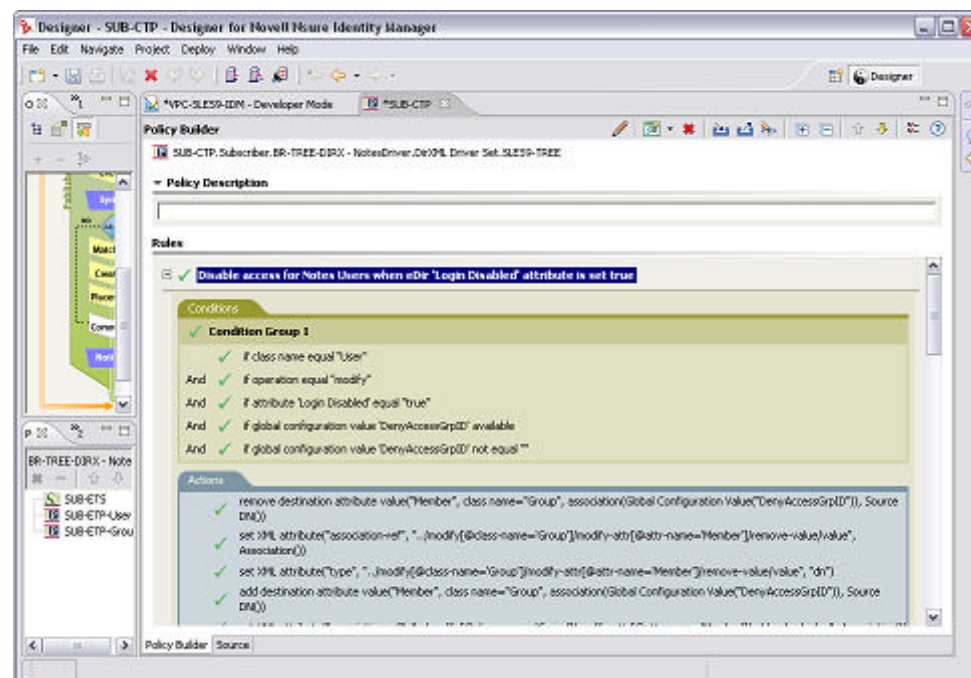 Designer - SUB-CTP - Designer for Novell Nsure Identity Manager
File Edit Navigate Project Deploy Window Help
Designer
*VPC-SLES9-IDM - Developer Mode
*SUB-CTP
Policy Builder
SUB-CTP.Subscriber.BR-TREE-DIRX - NotesDriver.DirXML Driver Set.SLES9-TREE
Policy Description
Rules
Disable access for Notes Users when eDir 'Login Disabled' attribute is set true
Conditions
Condition Group 1
if class name equal "User"
And if operation equal "modify"
And if attribute 'Login Disabled' equal "true"
And if global configuration value 'DenyAccessGrpID' available
And if global configuration value 'DenyAccessGrpID' not equal ""
Actions
remove destination attribute value("Member", class name="Group", association(Global Configuration Value("DenyAccessGrpID")), Source
DN())
set XML attribute("association-ref", "../modify[@class-name='Group']/modify-attr[@attr-name='Member']/remove-value/value",
Association())
set XML attribute("type", "../modify[@class-name='Group']/modify-attr[@attr-name='Member']/remove-value/value", "dn")
add destination attribute value("Member", class name="Group", association(Global Configuration Value("DenyAccessGrpID")), Source
DN())
BR-TREE-DIRX - Note
SUB-ETS
SUB-ETP-User
SUB-ETP-Grou
Policy Builder
Source